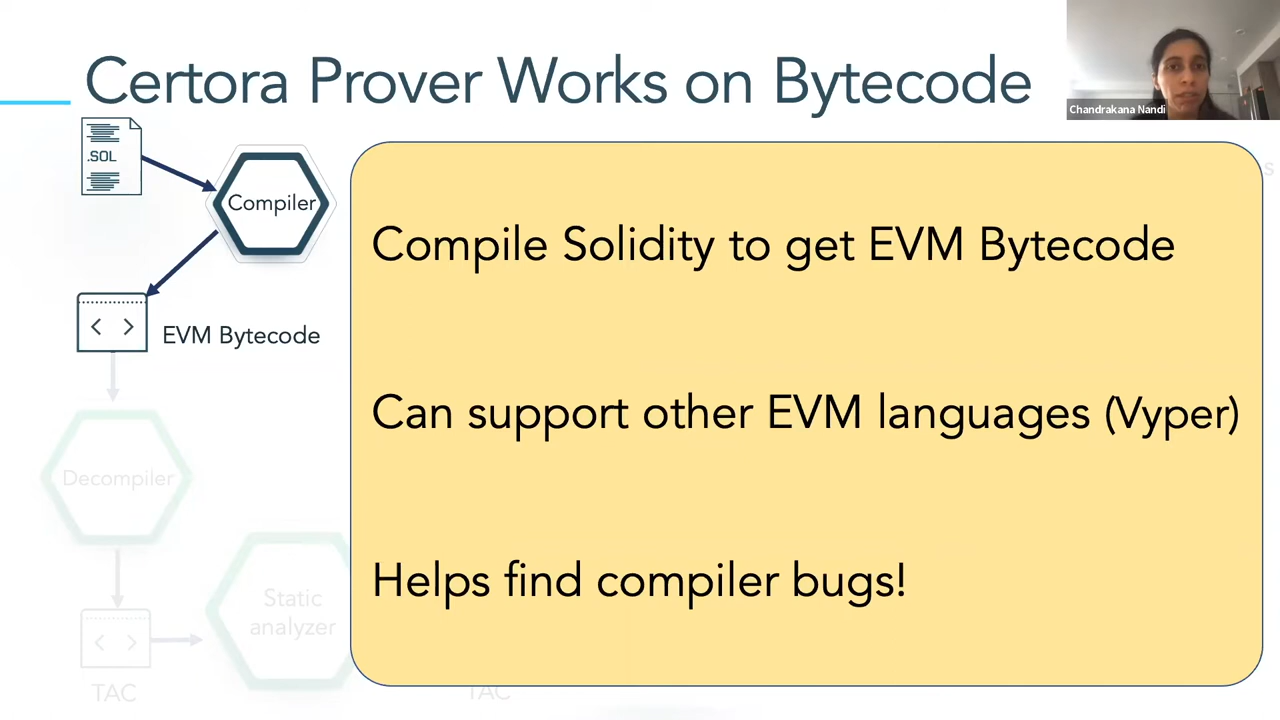 Certora Prover Works on Bytecode
Chandrakana Nandi
.SOL
Compiler
EVM Bytecode
Decompiler
Static
analyzer
TAC
TAC
Compile Solidity to get EVM Bytecode
Can support other EVM languages (Vyper)
Helps find compiler bugs!